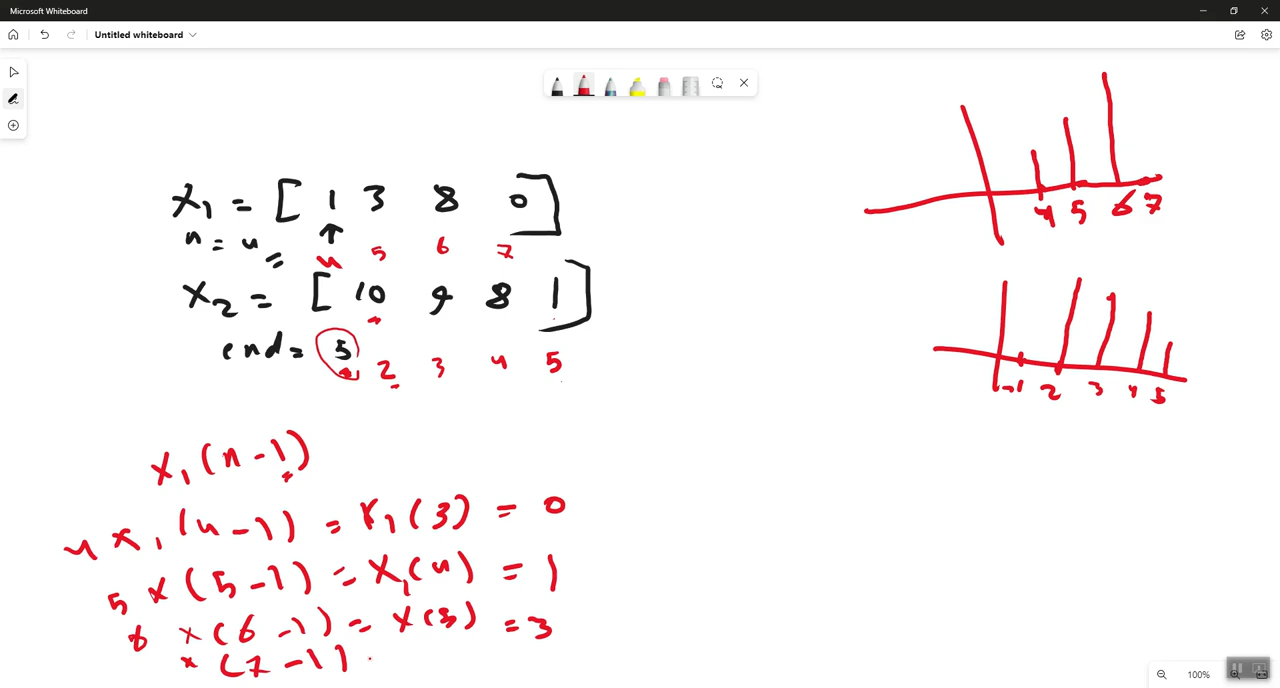 Microsoft Whiteboard
Untitled whiteboard
x₁ = [ 1 3 8 0 ]
↑
n = 4
4 5 6 7
x₂ = [ 10 9 8 1 ]
end = 5
2 3 4 5
x₁ (n - 1)
4 x₁ (4 - 1) = x₁ (3) = 0
5 x (5 - 1) = x₁ (4) = 1
6 x (6 - 1) = x (5) = 3
x (7 - 1)
4 5 6 7
1 2 3 4 5
100%